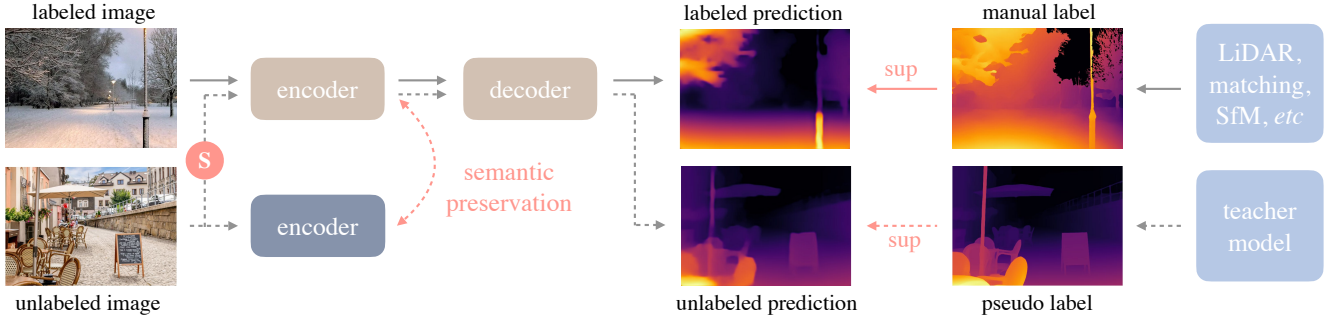 labeled image
labeled prediction
manual label
encoder
decoder
sup
LiDAR,
matching,
SfM, etc
S
semantic
preservation
encoder
sup
teacher
model
unlabeled image
unlabeled prediction
pseudo label